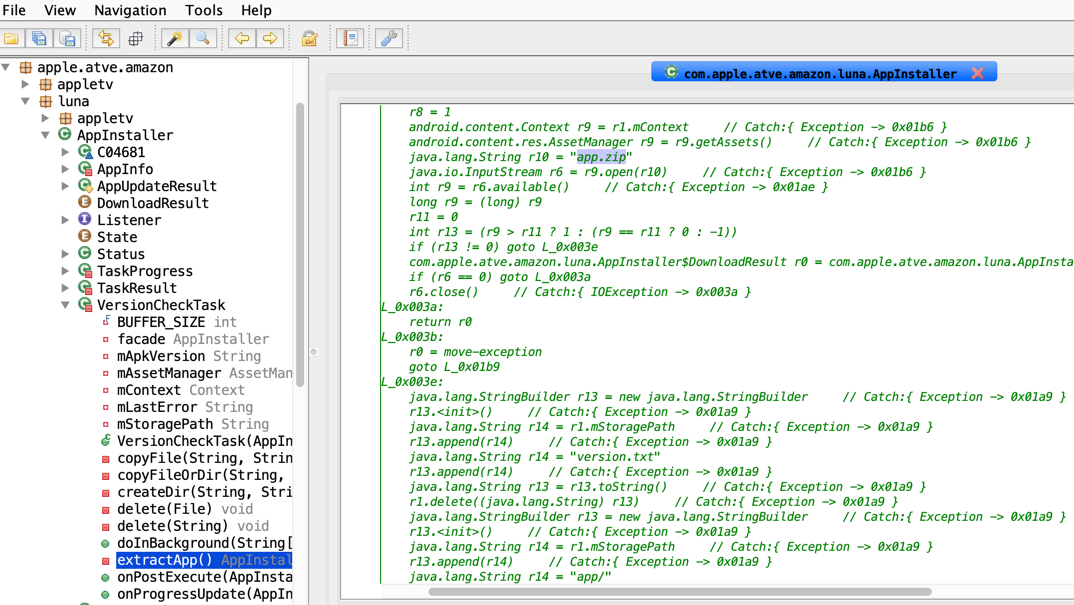 File View Navigation Tools Help
apple.atve.amazon
appletv
luna
appletv
AppInstaller
C04681
AppInfo
AppUpdateResult
DownloadResult
Listener
State
Status
TaskProgress
TaskResult
VersionCheckTask
BUFFER_SIZE int
facade AppInstaller
mApkVersion String
mAssetManager AssetMan
mContext Context
mLastError String
mStoragePath String
VersionCheckTask(AppIn
copyFile(String, Strin
copyFileOrDir(String,
createDir(String, Stri
delete(File) void
delete(String) void
doInBackground(String[
extractApp() AppInstal
onPostExecute(AppInsta
onProgressUpdate(AppIn
com.apple.atve.amazon.luna.AppInstaller
r8 = 1
android.content.Context r9 = r1.mContext // Catch:{ Exception -> 0x01b6 }
android.content.res.AssetManager r9 = r9.getAssets() // Catch:{ Exception -> 0x01b6 }
java.lang.String r10 = "app.zip"
java.io.InputStream r6 = r9.open(r10) // Catch:{ Exception -> 0x01b6 }
int r9 = r6.available() // Catch:{ Exception -> 0x01ae }
long r9 = (long) r9
r11 = 0
int r13 = (r9 > r11 ? 1 : (r9 == r11 ? 0 : -1))
if (r13 != 0) goto L_0x003e
com.apple.atve.amazon.luna.AppInstaller$DownloadResult r0 = com.apple.atve.amazon.luna.AppInsta
if (r6 == 0) goto L_0x003a
r6.close() // Catch:{ IOException -> 0x003a }
L_0x003a:
return r0
L_0x003b:
r0 = move-exception
goto L_0x01b9
L_0x003e:
java.lang.StringBuilder r13 = new java.lang.StringBuilder // Catch:{ Exception -> 0x01a9 }
r13.<init>() // Catch:{ Exception -> 0x01a9 }
java.lang.String r14 = r1.mStoragePath // Catch:{ Exception -> 0x01a9 }
r13.append(r14) // Catch:{ Exception -> 0x01a9 }
java.lang.String r14 = "version.txt"
r13.append(r14) // Catch:{ Exception -> 0x01a9 }
java.lang.String r13 = r13.toString() // Catch:{ Exception -> 0x01a9 }
r1.delete((java.lang.String) r13) // Catch:{ Exception -> 0x01a9 }
java.lang.StringBuilder r13 = new java.lang.StringBuilder // Catch:{ Exception -> 0x01a9 }
r13.<init>() // Catch:{ Exception -> 0x01a9 }
java.lang.String r14 = r1.mStoragePath // Catch:{ Exception -> 0x01a9 }
r13.append(r14) // Catch:{ Exception -> 0x01a9 }
java.lang.String r14 = "app/"